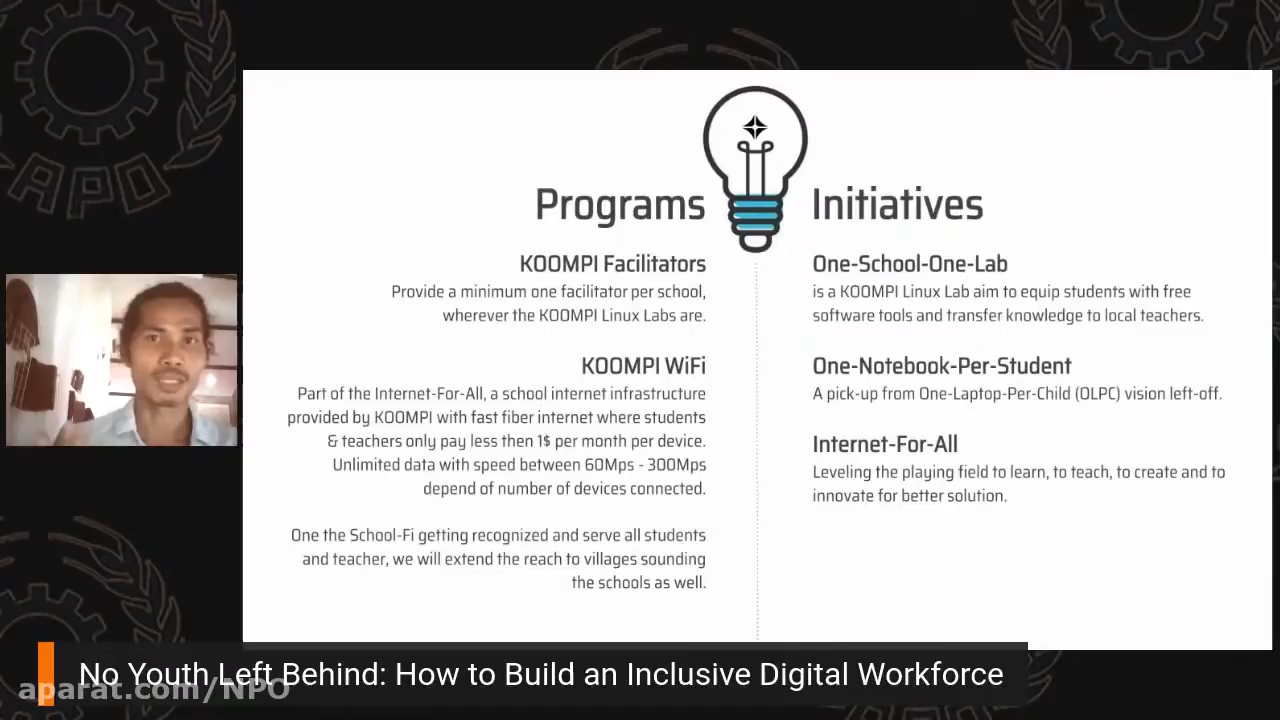 APO
Programs
Initiatives
KOOMPI Facilitators
Provide a minimum one facilitator per school,
wherever the KOOMPI Linux Labs are.
KOOMPI WiFi
Part of the Internet-For-All, a school internet infrastructure
provided by KOOMPI with fast fiber internet where students
& teachers only pay less then 1$ per month per device.
Unlimited data with speed between 60Mps - 300Mps
depend of number of devices connected.
One the School-Fi getting recognized and serve all students
and teacher, we will extend the reach to villages sounding
the schools as well.
One-School-One-Lab
is a KOOMPI Linux Lab aim to equip students with free
software tools and transfer knowledge to local teachers.
One-Notebook-Per-Student
A pick-up from One-Laptop-Per-Child (OLPC) vision left-off.
Internet-For-All
Leveling the playing field to learn, to teach, to create and to
innovate for better solution.
No Youth Left Behind: How to Build an Inclusive Digital Workforce
aparat.com/NPO